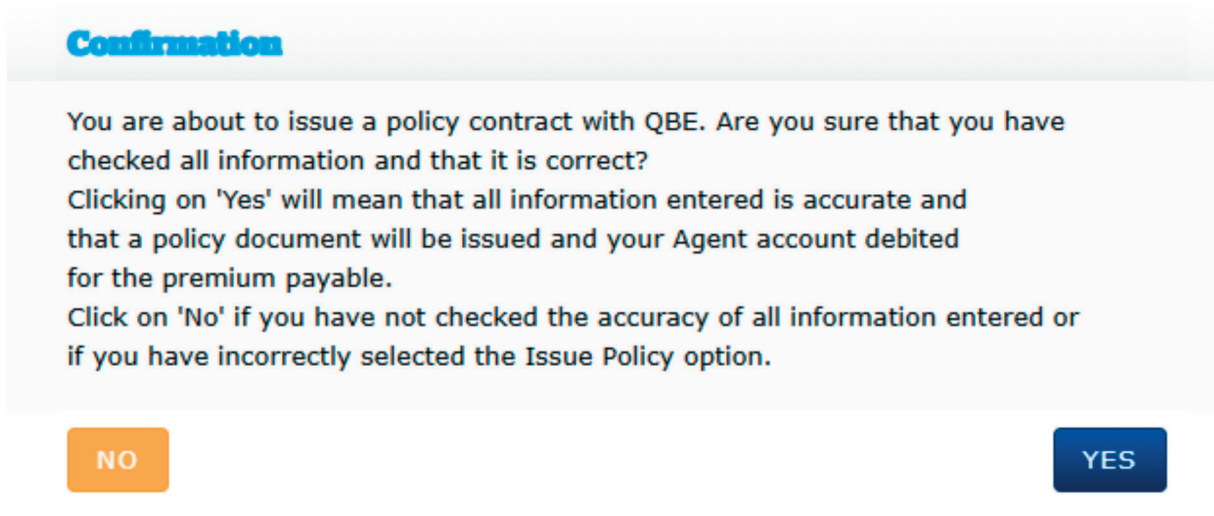 Confirmation
You are about to issue a policy contract with QBE. Are you sure that you have
checked all information and that it is correct?
Clicking on 'Yes' will mean that all information entered is accurate and
that a policy document will be issued and your Agent account debited
for the premium payable.
Click on 'No' if you have not checked the accuracy of all information entered or
if you have incorrectly selected the Issue Policy option.
NO
YES